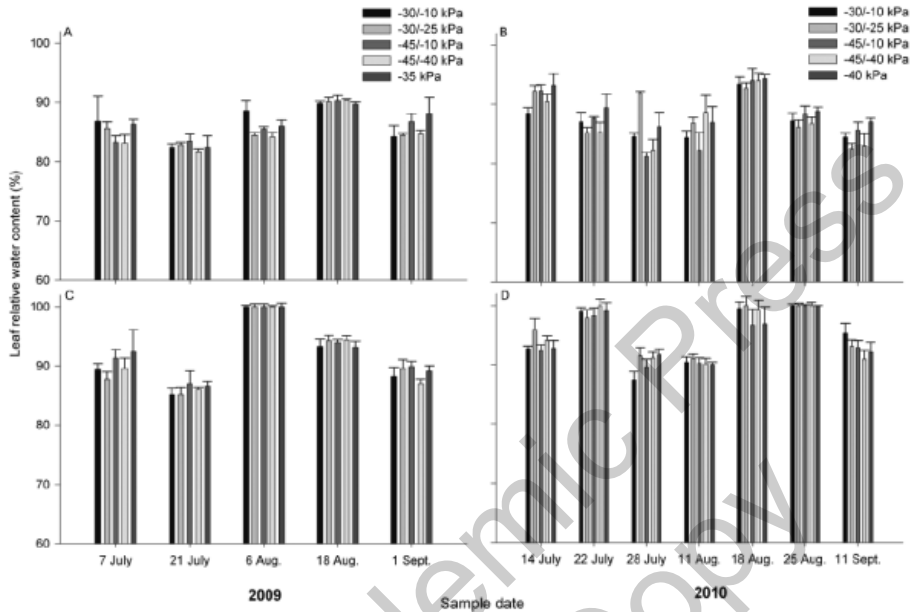 A
-30/-10 kPa
-30/-25 kPa
-45/-10 kPa
-45/-40 kPa
-35 kPa
B
-30/-10 kPa
-30/-25 kPa
-45/-10 kPa
-45/-40 kPa
-40 kPa
100
90
80
70
60
Leaf relative water content (%)
C
D
100
90
80
70
60
7 July 21 July 6 Aug. 18 Aug. 1 Sept.
14 July 22 July 28 July 11 Aug. 18 Aug. 25 Aug. 11 Sept.
2009
2010
Sample date
demic Press
Copy